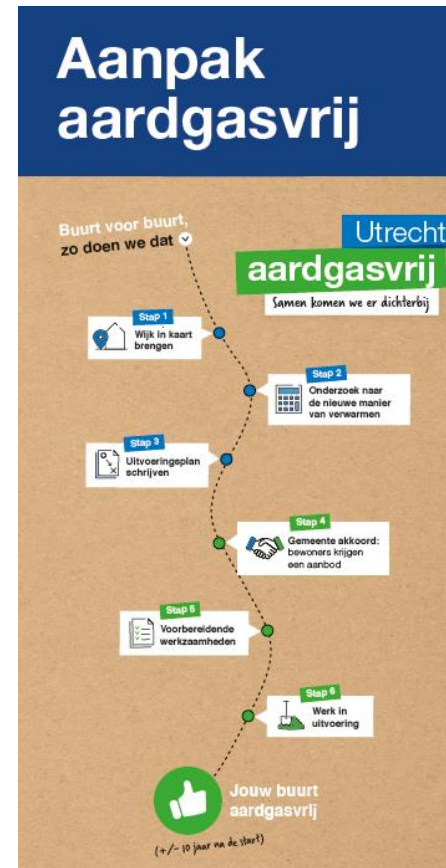 Aanpak
aardgasvrij
Buurt voor buurt,
zo doen we dat
Utrecht
aardgasvrij
Samen komen we er dichterbij
Stap 1
Wijk in kaart
brengen
Stap 2
Onderzoek naar
de nieuwe manier
van verwarmen
Stap 3
Uitvoeringsplan
schrijven
Stap 4
Gemeente akkoord:
bewoners krijgen
een aanbod
Stap 5
Voorbereidende
werkzaamheden
Stap 6
Werk in
uitvoering
Jouw buurt
aardgasvrij
(+/- 10 jaar na de start)